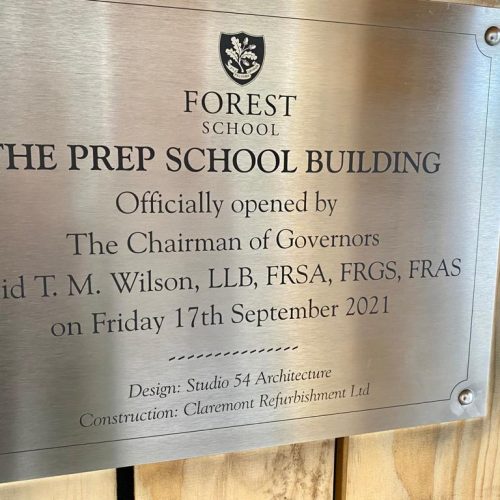 FOREST
SCHOOL
THE PREP SCHOOL BUILDING
Officially opened by
The Chairman of Governors
id T. M. Wilson, LLB, FRSA, FRGS, FRAS
on Friday 17th September 2021
Design: Studio 54 Architecture
Construction: Claremont Refurbishment Ltd